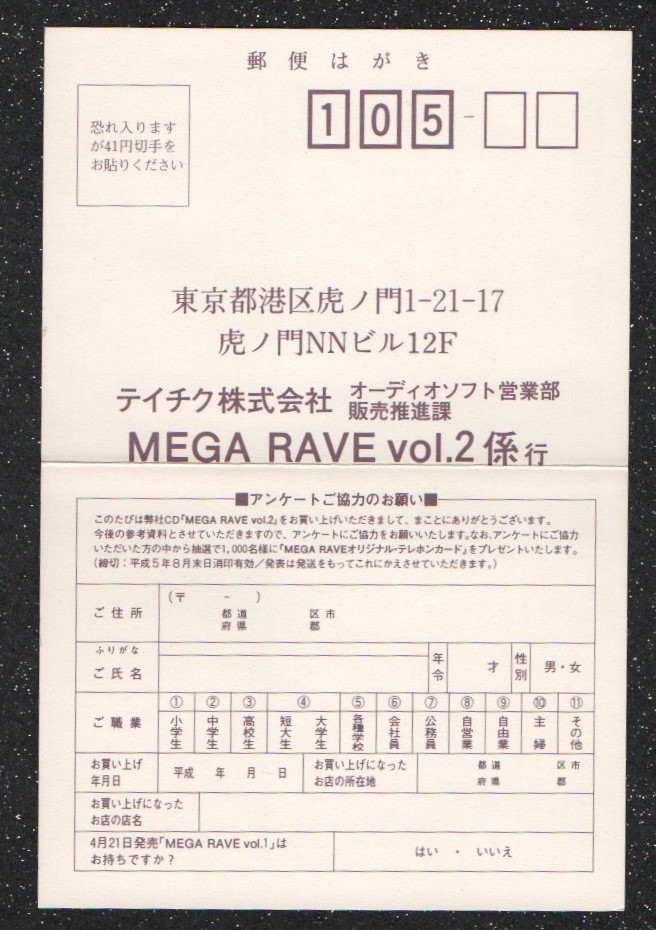 郵便はがき
恐れ入ります
が41円切手を
お貼りください
105-
東京都港区虎ノ門1-21-17
虎ノ門NNビル12F
テイチク株式会社 オーディオソフト営業部
販売推進課
MEGA RAVE vol.2係行
■アンケートご協力のお願い■
このたびは弊社CD「MEGA RAVE vol.2」をお買い上げいただきまして、まことにありがとうございます。
今後の参考資料とさせていただきますので、アンケートにご協力をお願いいたします。なお、アンケートにご協力
いただいた方の中から抽選で1,000名様に「MEGA RAVEオリジナル・テレホンカード」をプレゼントいたします。
(締切:平成5年8月末日消印有効/発表は発送をもってこれにかえさせていただきます。)
ご住所 (〒 - )
都道 区市
府県 郡
ふりがな
ご氏名 年令 才 性別 男・女
ご職業 ①小学生 ②中学生 ③高校生 ④短大生 大学生 ⑤各種学校 ⑥会社員 ⑦公務員 ⑧自営業 ⑨自由業 ⑩主婦 ⑪その他
お買い上げ
年月日 平成 年 月 日
お買い上げになった
お店の所在地
都道 区市
府県 郡
お買い上げになった
お店の店名
4月21日発売「MEGA RAVE vol.1」は
お持ちですか?
はい ・ いいえ